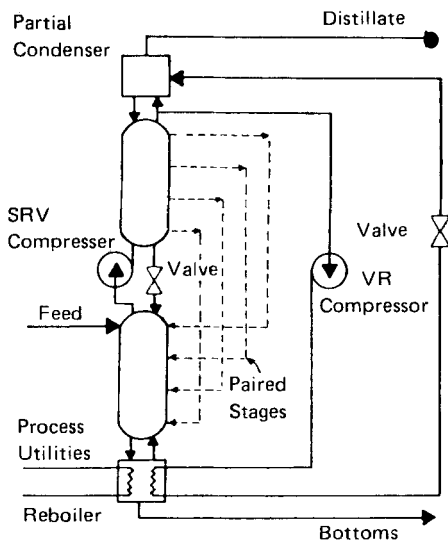 Partial
Condenser
Distillate
SRV
Compresser
Valve
Valve
VR
Compressor
Feed
Paired
Stages
Process
Utilities
Reboiler
Bottoms